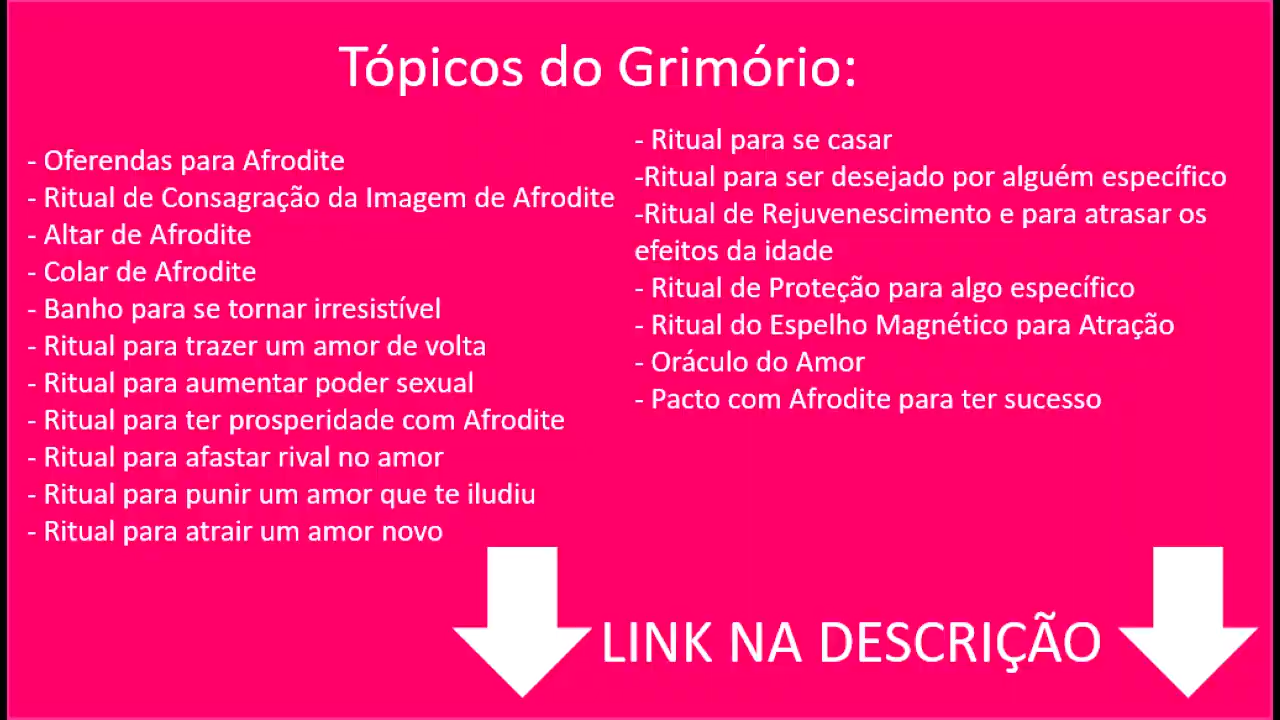 Tópicos do Grimório:
- Oferendas para Afrodite
- Ritual de Consagração da Imagem de Afrodite
- Altar de Afrodite
- Colar de Afrodite
- Banho para se tornar irresistível
- Ritual para trazer um amor de volta
- Ritual para aumentar poder sexual
- Ritual para ter prosperidade com Afrodite
- Ritual para afastar rival no amor
- Ritual para punir um amor que te iludiu
- Ritual para atrair um amor novo
- Ritual para se casar
-Ritual para ser desejado por alguém específico
-Ritual de Rejuvenescimento e para atrasar os
efeitos da idade
- Ritual de Proteção para algo específico
- Ritual do Espelho Magnético para Atração
- Oráculo do Amor
- Pacto com Afrodite para ter sucesso
LINK NA DESCRIÇÃO